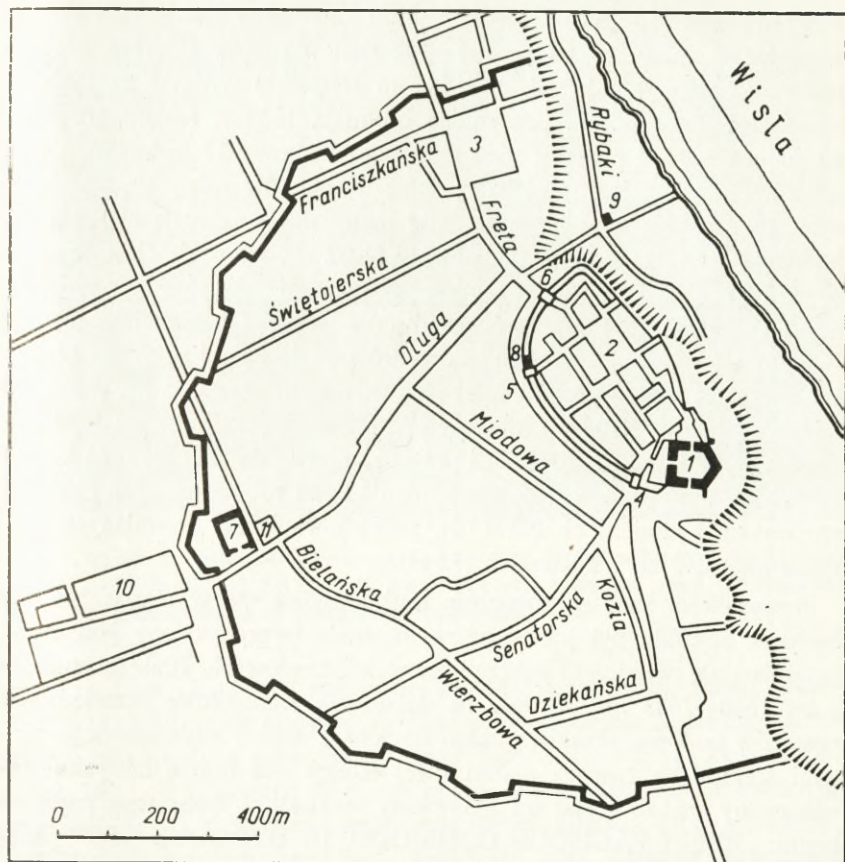 Wisła
Rybaki
3
Franciszkańska
9
Freta
Świętojerska
6
Długa
2
8
5
Miodowa
1
4
7
11
10
Bielańska
Kozia
Senatorska
Dziekańska
Wierzbowa
0 200 400m